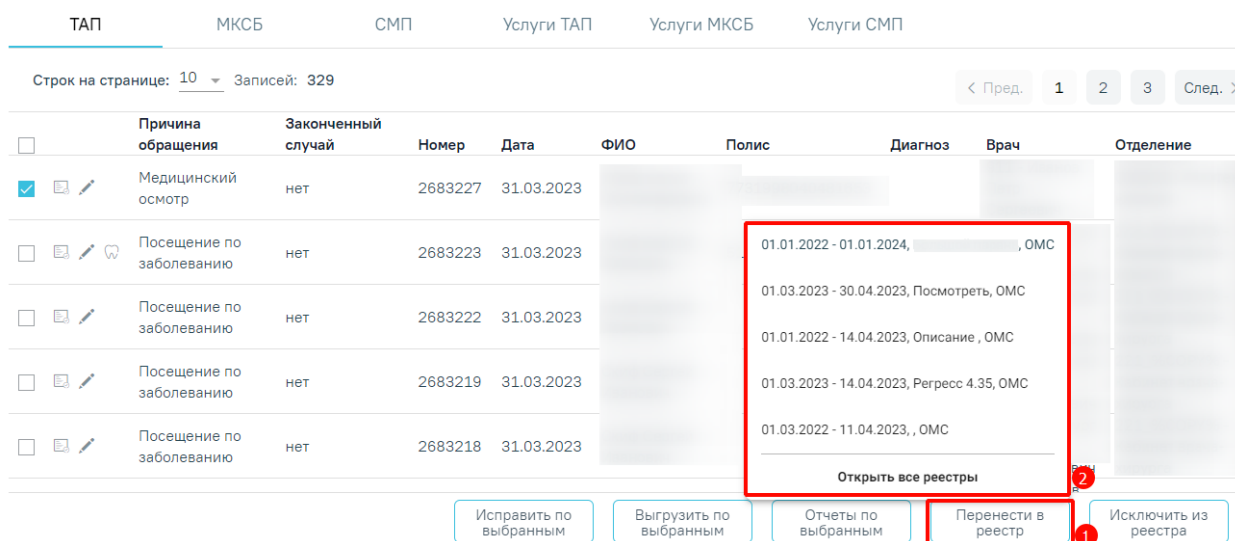 ТАП МКСБ СМП Услуги ТАП Услуги МКСБ Услуги СМП
Строк на странице: 10 Записей: 329 < Пред. 1 2 3 След. >
Причина обращения Законченный случай Номер Дата ФИО Полис Диагноз Врач Отделение
Медицинский осмотр нет 2683227 31.03.2023
Посещение по заболеванию нет 2683223 31.03.2023
Посещение по заболеванию нет 2683222 31.03.2023
Посещение по заболеванию нет 2683219 31.03.2023
Посещение по заболеванию нет 2683218 31.03.2023
01.01.2022 - 01.01.2024, , ОМС
01.03.2023 - 30.04.2023, Посмотреть, ОМС
01.01.2022 - 14.04.2023, Описание , ОМС
01.03.2023 - 14.04.2023, Регресс 4.35, ОМС
01.03.2022 - 11.04.2023, , ОМС
Открыть все реестры
2
Исправить по выбранным
Выгрузить по выбранным
Отчеты по выбранным
Перенести в реестр
1
Исключить из реестра